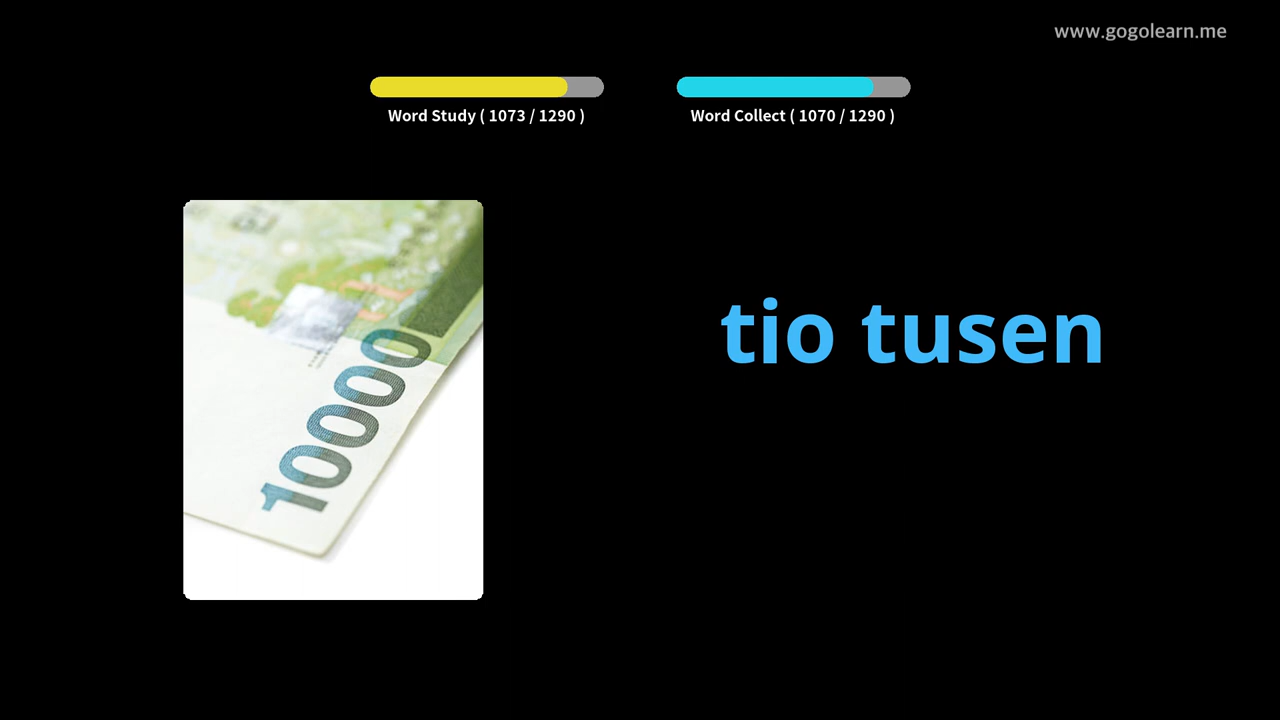 www.gogolearn.me
Word Study ( 1073 / 1290 )
Word Collect ( 1070 / 1290 )
tio tusen
10000